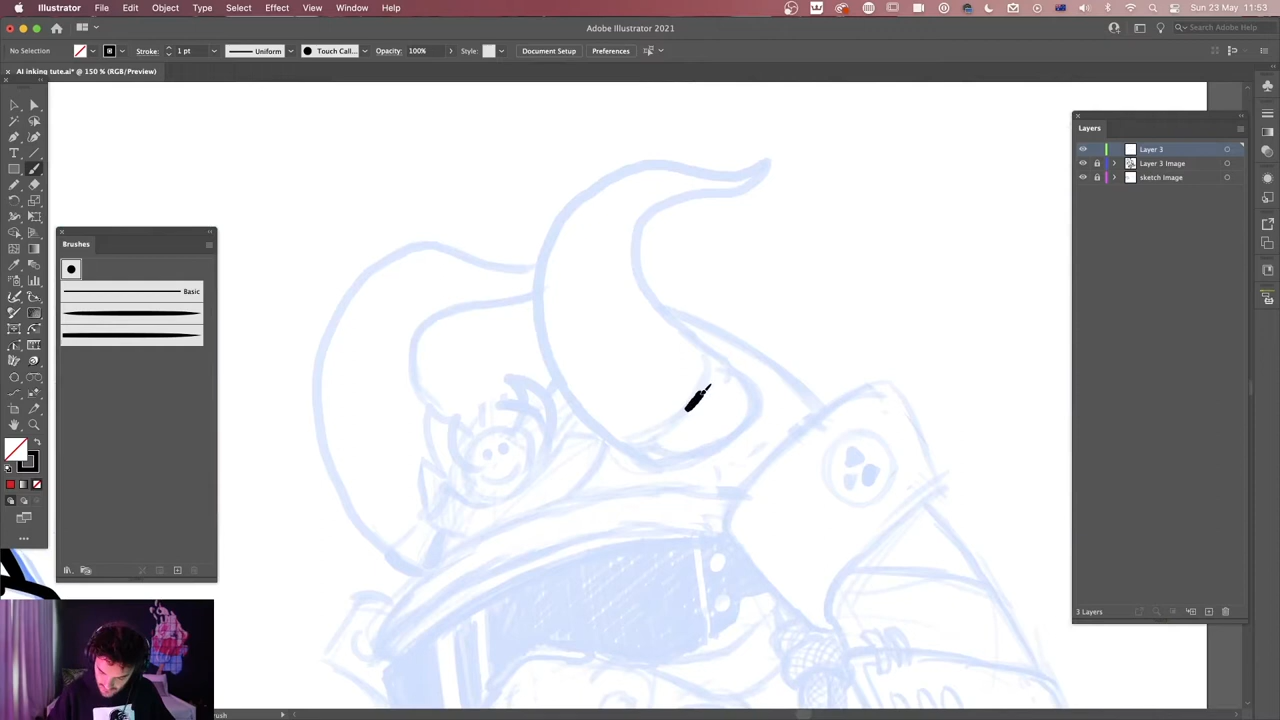 Illustrator File Edit Object Type Select Effect View Window Help
Sun 23 May 11:53
Adobe Illustrator 2021
Search Adobe Help
No Selection Stroke: 1 pt Uniform Touch Call... Opacity: 100% Style: Document Setup Preferences
AI inking tute.ai* @ 150 % (RGB/Preview)
Layers
Layer 3
Layer 3 Image
sketch Image
Brushes
Basic
3 Layers